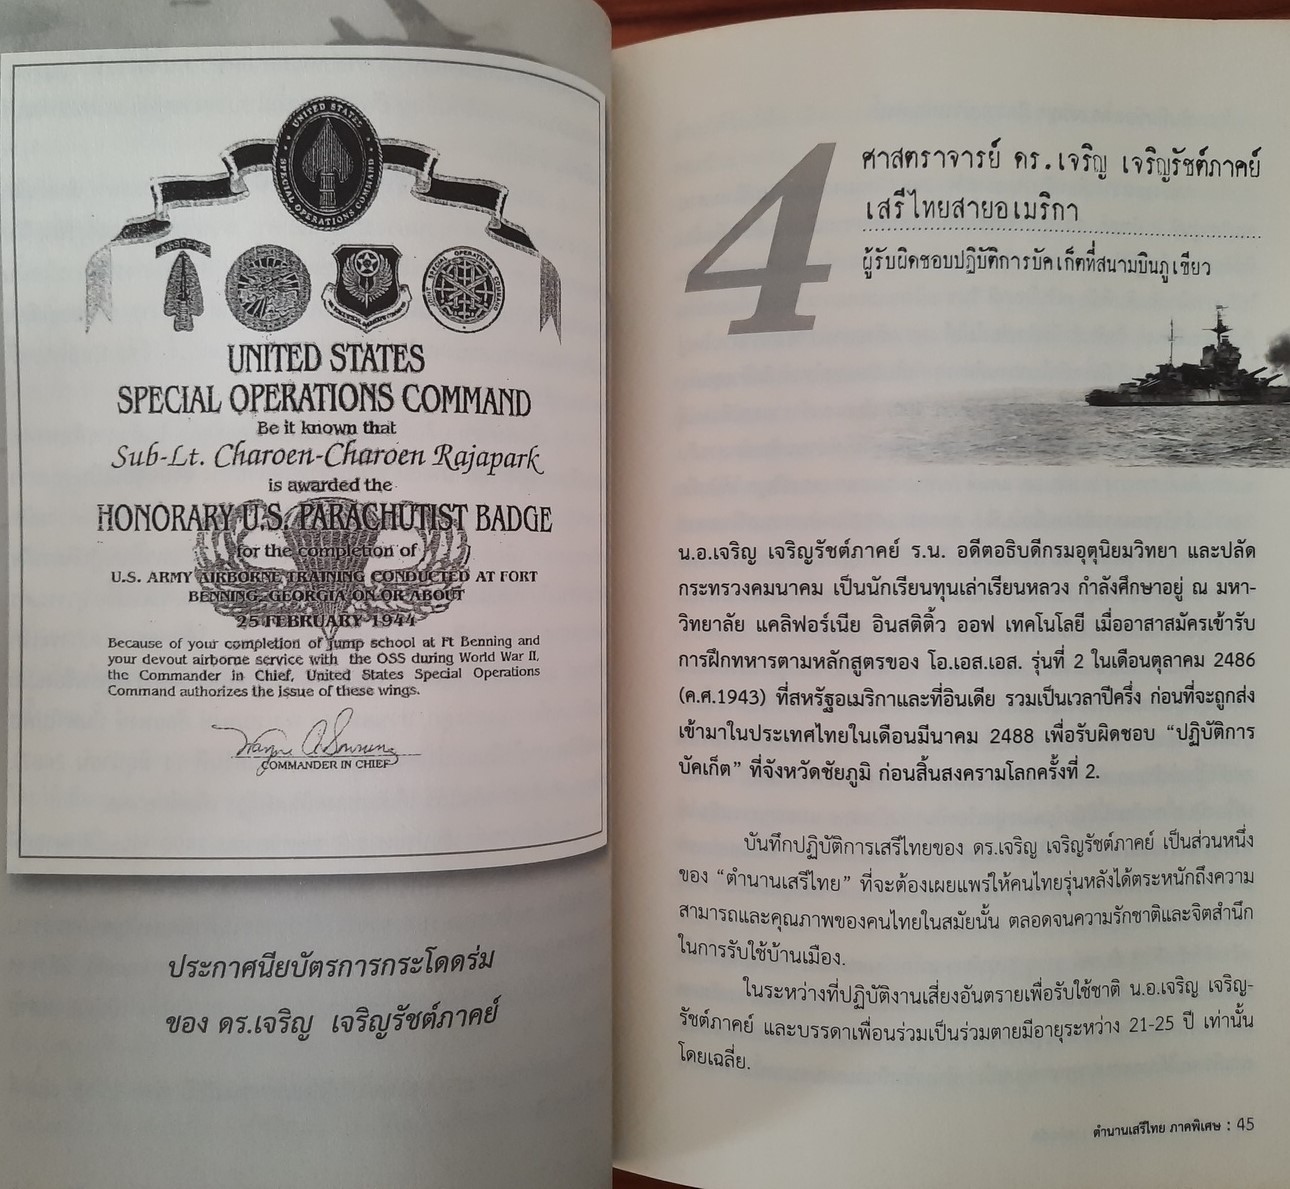 UNITED STATES
SPECIAL OPERATIONS COMMAND
AIRBORNE
UNITED STATES
SPECIAL OPERATIONS COMMAND
Be it known that
Sub-Lt. Charoen-Charoen Rajapark
is awarded the
HONORARY U.S. PARACHUTIST BADGE
for the completion of
U.S. ARMY AIRBORNE TRAINING CONDUCTED AT FORT
BENNING, GEORGIA ON OR ABOUT
25 FEBRUARY 1944
Because of your completion of jump school at Ft Benning and
your devout airborne service with the OSS during World War II,
the Commander in Chief, United States Special Operations
Command authorizes the issue of these wings.
COMMANDER IN CHIEF
ประกาศนียบัตรการกระโดดร่ม
ของ ดร.เจริญ เจริญรัชต์ภาคย์
4
ศาสตราจารย์ ดร.เจริญ เจริญรัชต์ภาคย์
เสรีไทยสายอเมริกา
ผู้รับผิดชอบปฏิบัติการบัคเก็ตที่สนามบินภูเขียว
น.อ.เจริญ เจริญรัชต์ภาคย์ ร.น. อดีตอธิบดีกรมอุตุนิยมวิทยา และปลัด
กระทรวงคมนาคม เป็นนักเรียนทุนเล่าเรียนหลวง กำลังศึกษาอยู่ ณ มหา-
วิทยาลัย แคลิฟอร์เนีย อินสติติ้ว ออฟ เทคโนโลยี เมื่ออาสาสมัครเข้ารับ
การฝึกทหารตามหลักสูตรของ โอ.เอส.เอส. รุ่นที่ 2 ในเดือนตุลาคม 2486
(ค.ศ.1943) ที่สหรัฐอเมริกาและที่อินเดีย รวมเป็นเวลาปีครึ่ง ก่อนที่จะถูกส่ง
เข้ามาในประเทศไทยในเดือนมีนาคม 2488 เพื่อรับผิดชอบ “ปฏิบัติการ
บัคเก็ต” ที่จังหวัดชัยภูมิ ก่อนสิ้นสงครามโลกครั้งที่ 2.
บันทึกปฏิบัติการเสรีไทยของ ดร.เจริญ เจริญรัชต์ภาคย์ เป็นส่วนหนึ่ง
ของ “ตำนานเสรีไทย” ที่จะต้องเผยแพร่ให้คนไทยรุ่นหลังได้ตระหนักถึงความ
สามารถและคุณภาพของคนไทยในสมัยนั้น ตลอดจนความรักชาติและจิตสำนึก
ในการรับใช้บ้านเมือง.
ในระหว่างที่ปฏิบัติงานเสี่ยงอันตรายเพื่อรับใช้ชาติ น.อ.เจริญ เจริญ-
รัชต์ภาคย์ และบรรดาเพื่อนร่วมเป็นร่วมตายมีอายุระหว่าง 21-25 ปี เท่านั้น
โดยเฉลี่ย.
ตำนานเสรีไทย ภาคพิเศษ : 45